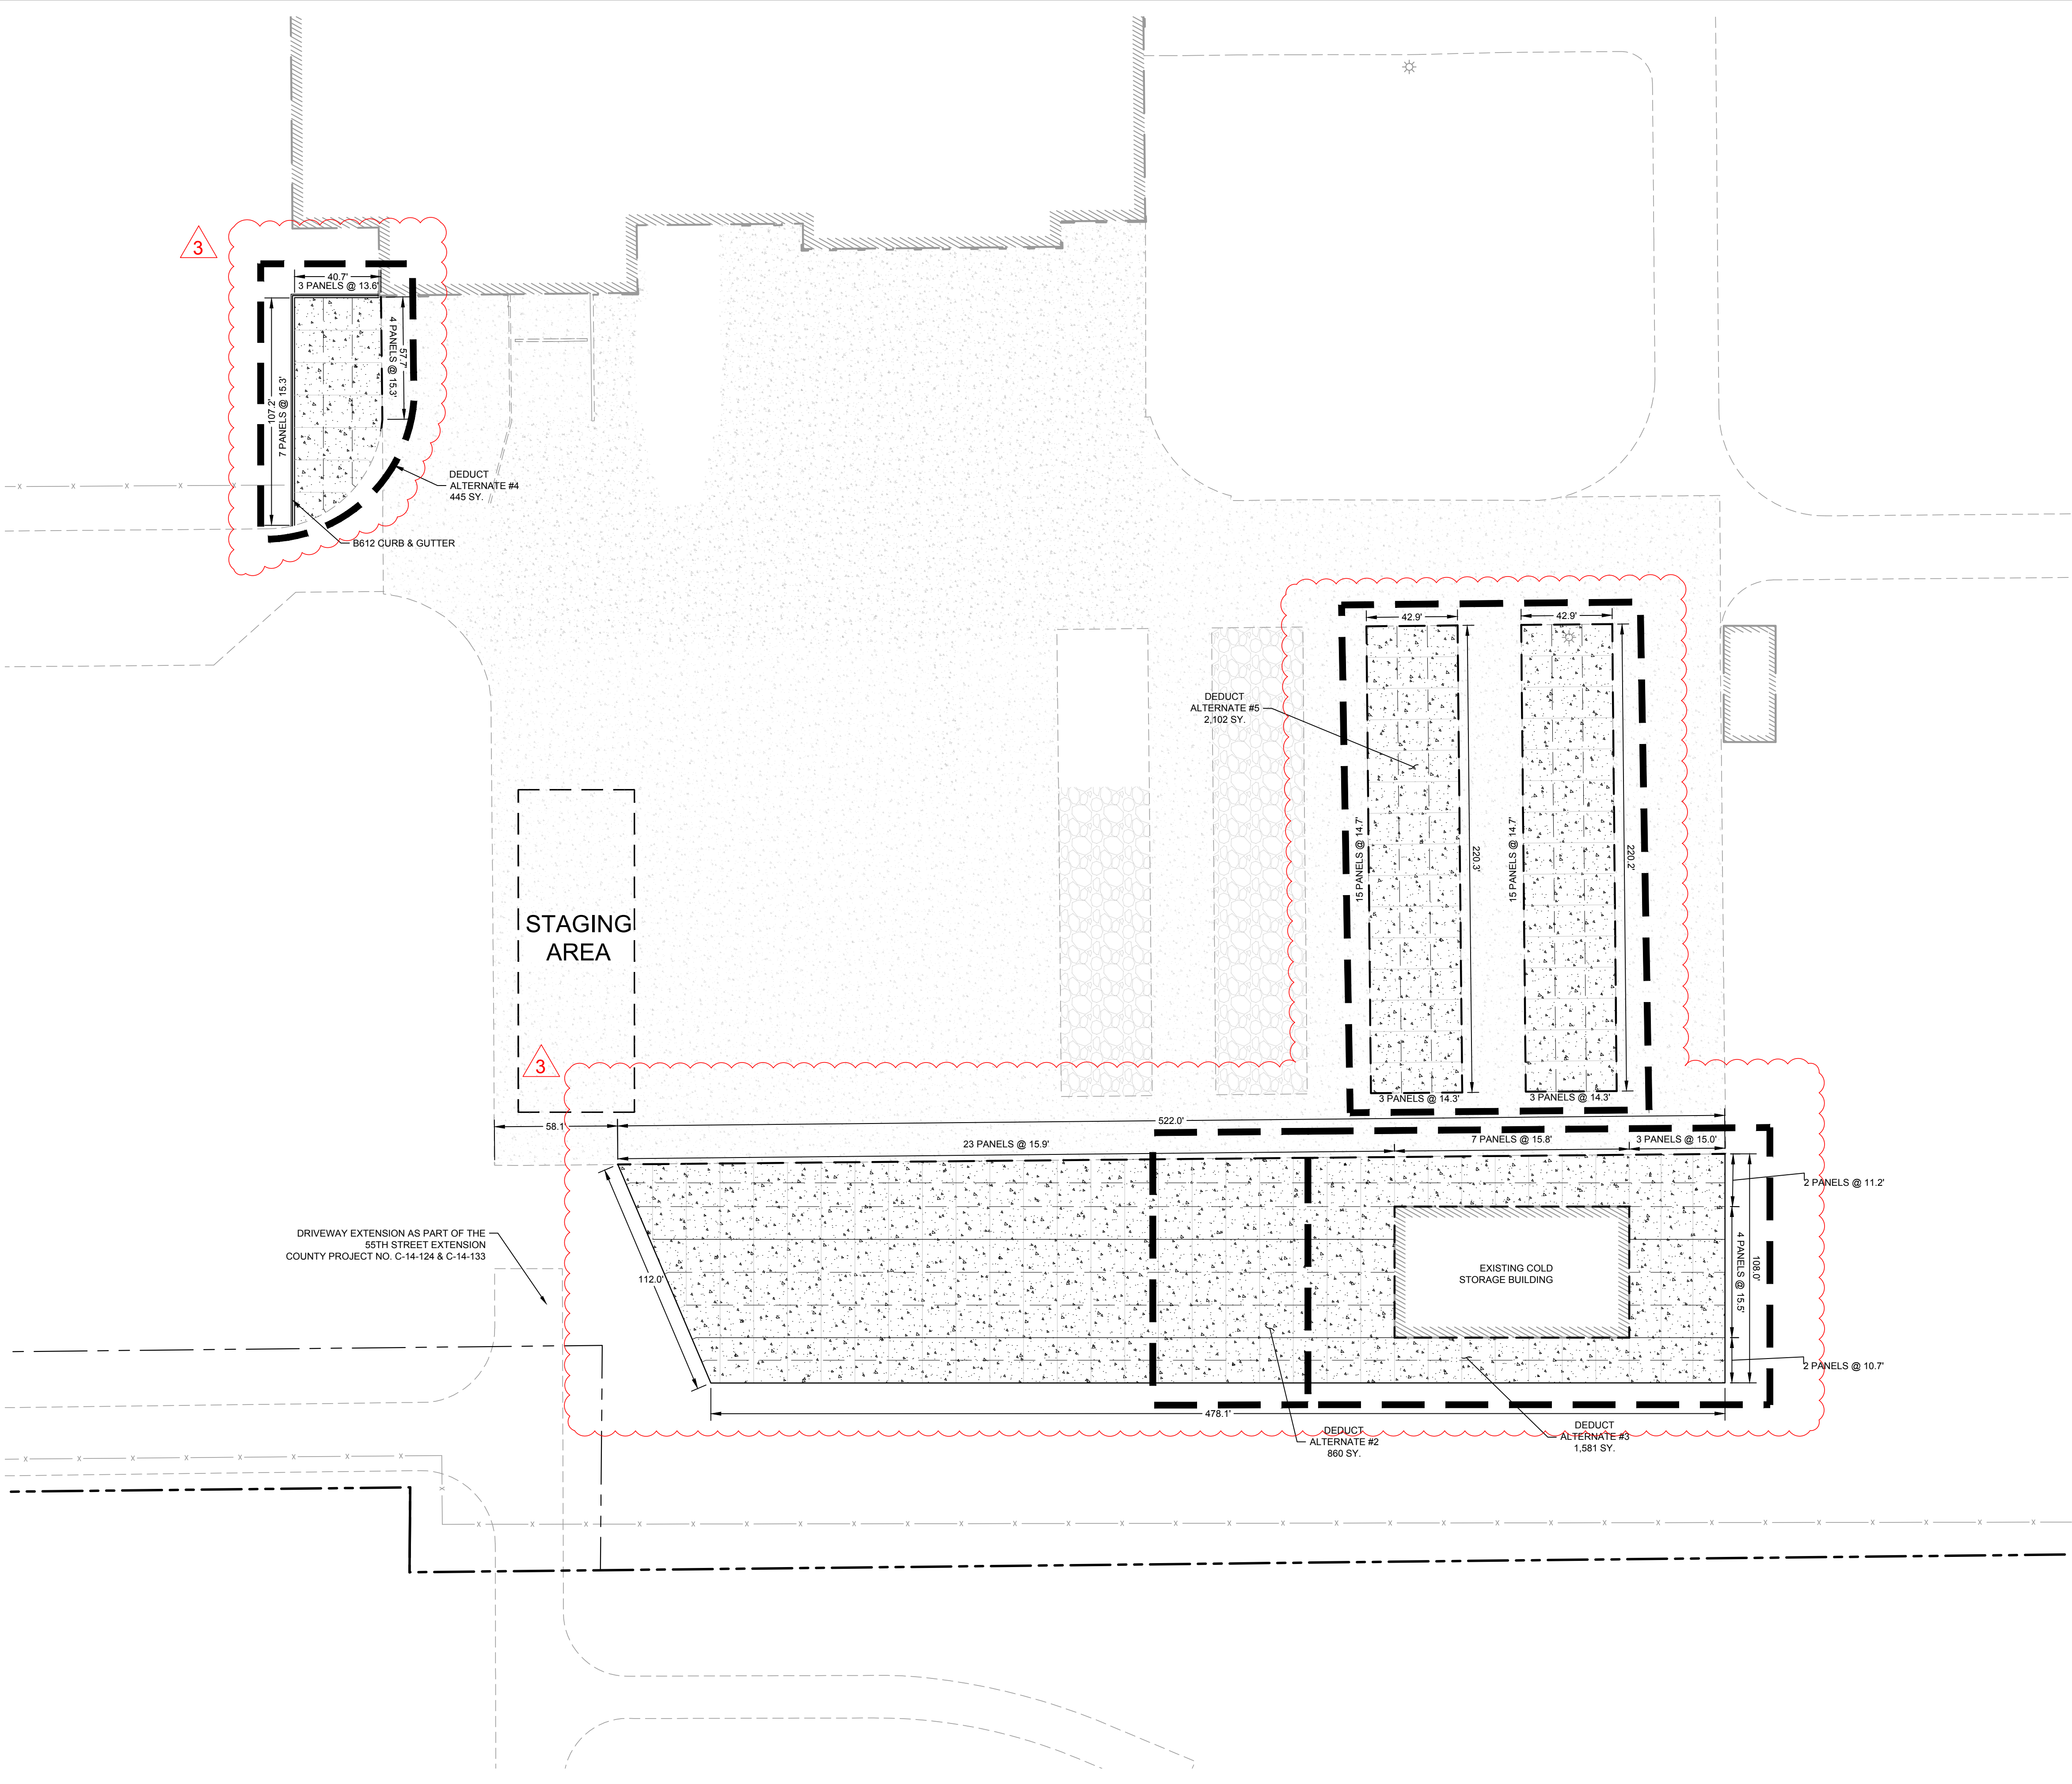 3
40.7'
3 PANELS @ 13.6'
57.7'
4 PANELS @ 15.3'
107.2'
7 PANELS @ 15.3'
DEDUCT
ALTERNATE #4
445 SY.
B612 CURB & GUTTER
42.9'
42.9'
DEDUCT
ALTERNATE #5
2,102 SY.
15 PANELS @ 14.7'
220.3'
15 PANELS @ 14.7'
220.2'
STAGING
AREA
3
3 PANELS @ 14.3'
3 PANELS @ 14.3'
58.1'
522.0'
23 PANELS @ 15.9'
7 PANELS @ 15.8'
3 PANELS @ 15.0'
2 PANELS @ 11.2'
DRIVEWAY EXTENSION AS PART OF THE
55TH STREET EXTENSION
COUNTY PROJECT NO. C-14-124 & C-14-133
112.0'
EXISTING COLD
STORAGE BUILDING
4 PANELS @ 15.5'
108.0'
2 PANELS @ 10.7'
478.1'
DEDUCT
ALTERNATE #2
860 SY.
DEDUCT
ALTERNATE #3
1,581 SY.
x x x x
x x x x x x x x
x
x x x x x x x x x x x x x x x x x x x x x x x x x x x x x x